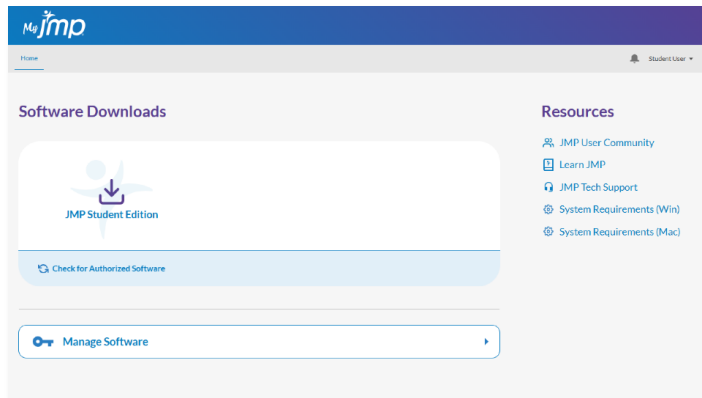 My jmp
Home
Student User
Software Downloads
JMP Student Edition
Check for Authorized Software
Manage Software
Resources
JMP User Community
Learn JMP
JMP Tech Support
System Requirements (Win)
System Requirements (Mac)